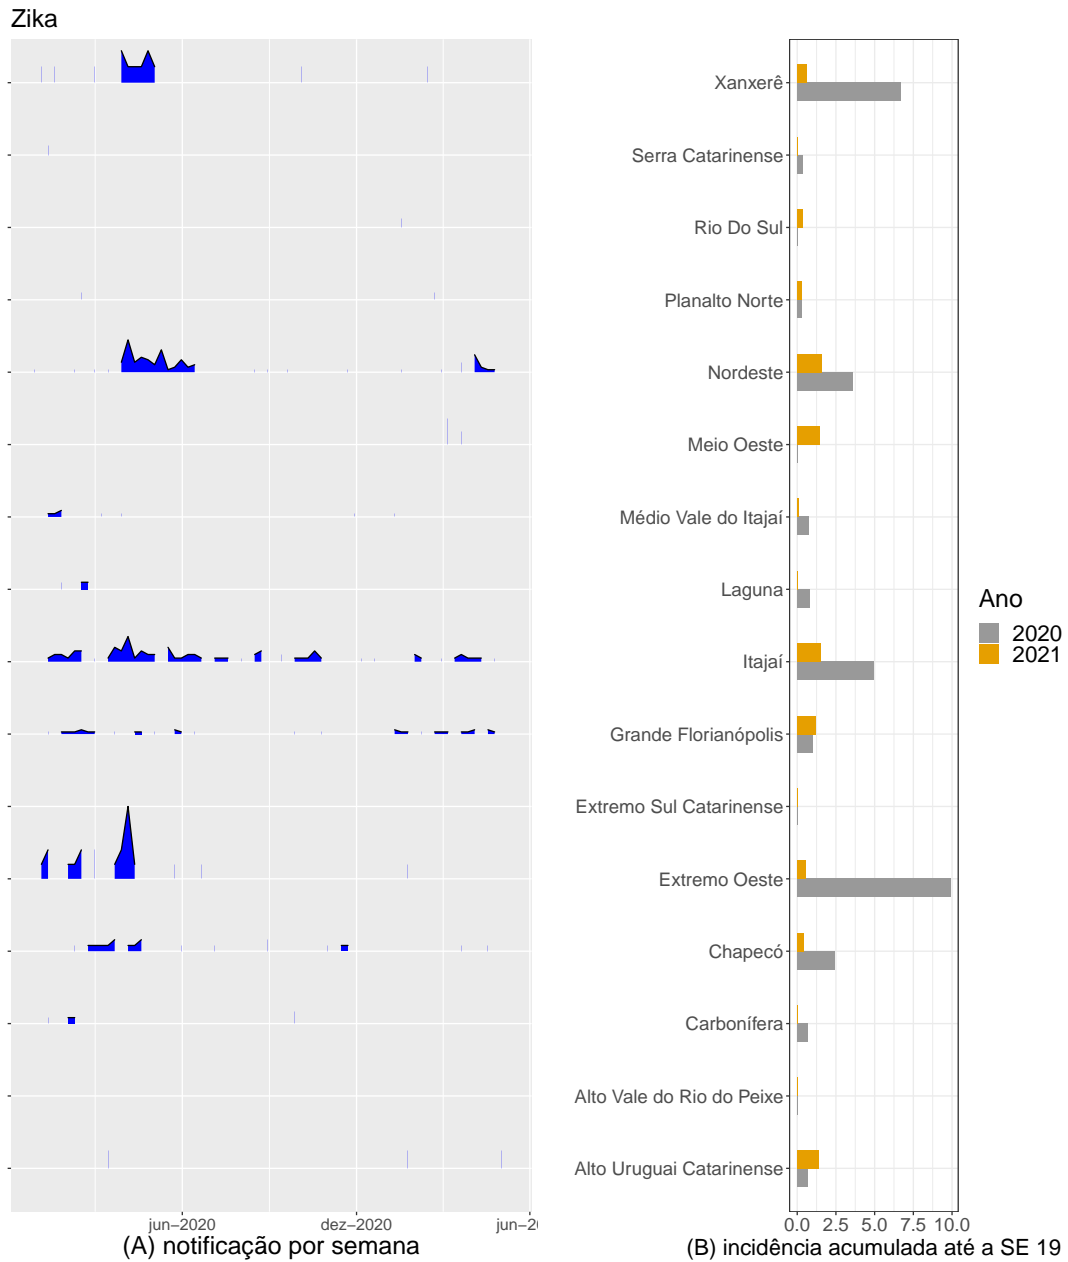 Zika
Xanxerê
Serra Catarinense
Rio Do Sul
Planalto Norte
Nordeste
Meio Oeste
Médio Vale do Itajaí
Laguna
Itajaí
Grande Florianópolis
Extremo Sul Catarinense
Extremo Oeste
Chapecó
Carbonífera
Alto Vale do Rio do Peixe
Alto Uruguai Catarinense
Ano
2020
2021
jun–2020 dez–2020 jun–2
0.0 2.5 5.0 7.5 10.0
(A) notificação por semana
(B) incidência acumulada até a SE 19